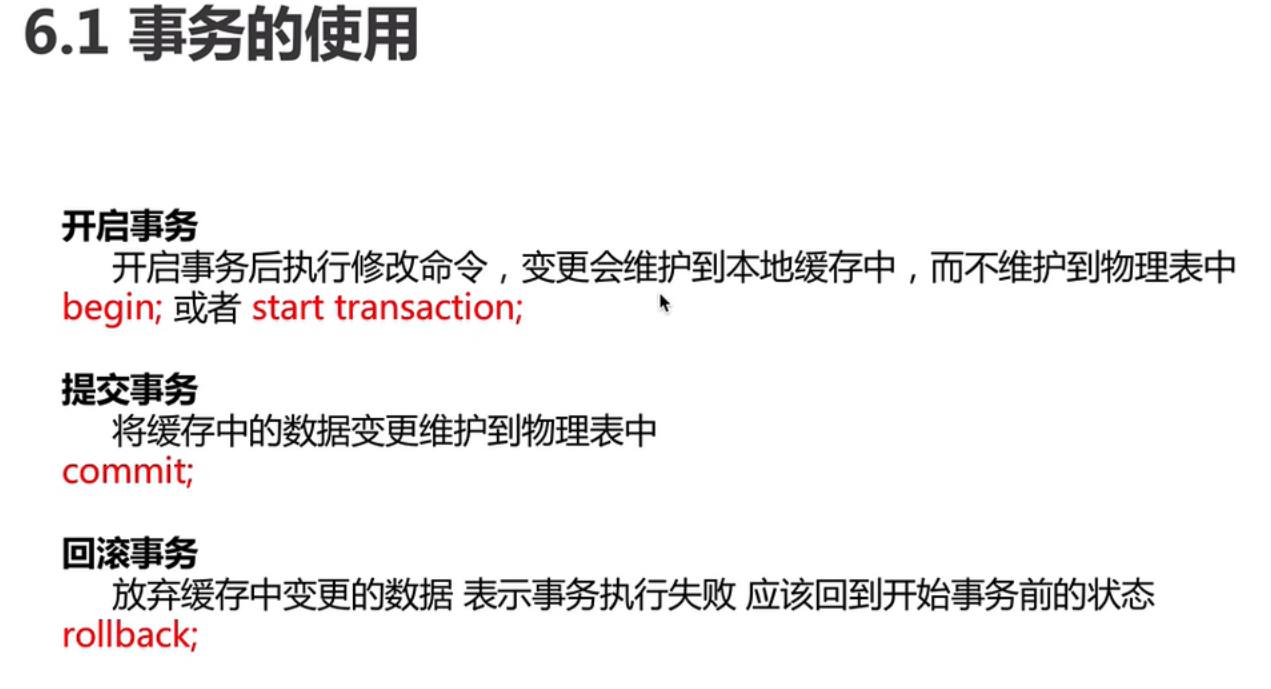 6.1 事务的使用
开启事务
开启事务后执行修改命令，变更会维护到本地缓存中，而不维护到物理表中
begin; 或者 start transaction;
提交事务
将缓存中的数据变更维护到物理表中
commit;
回滚事务
放弃缓存中变更的数据 表示事务执行失败 应该回到开始事务前的状态
rollback;